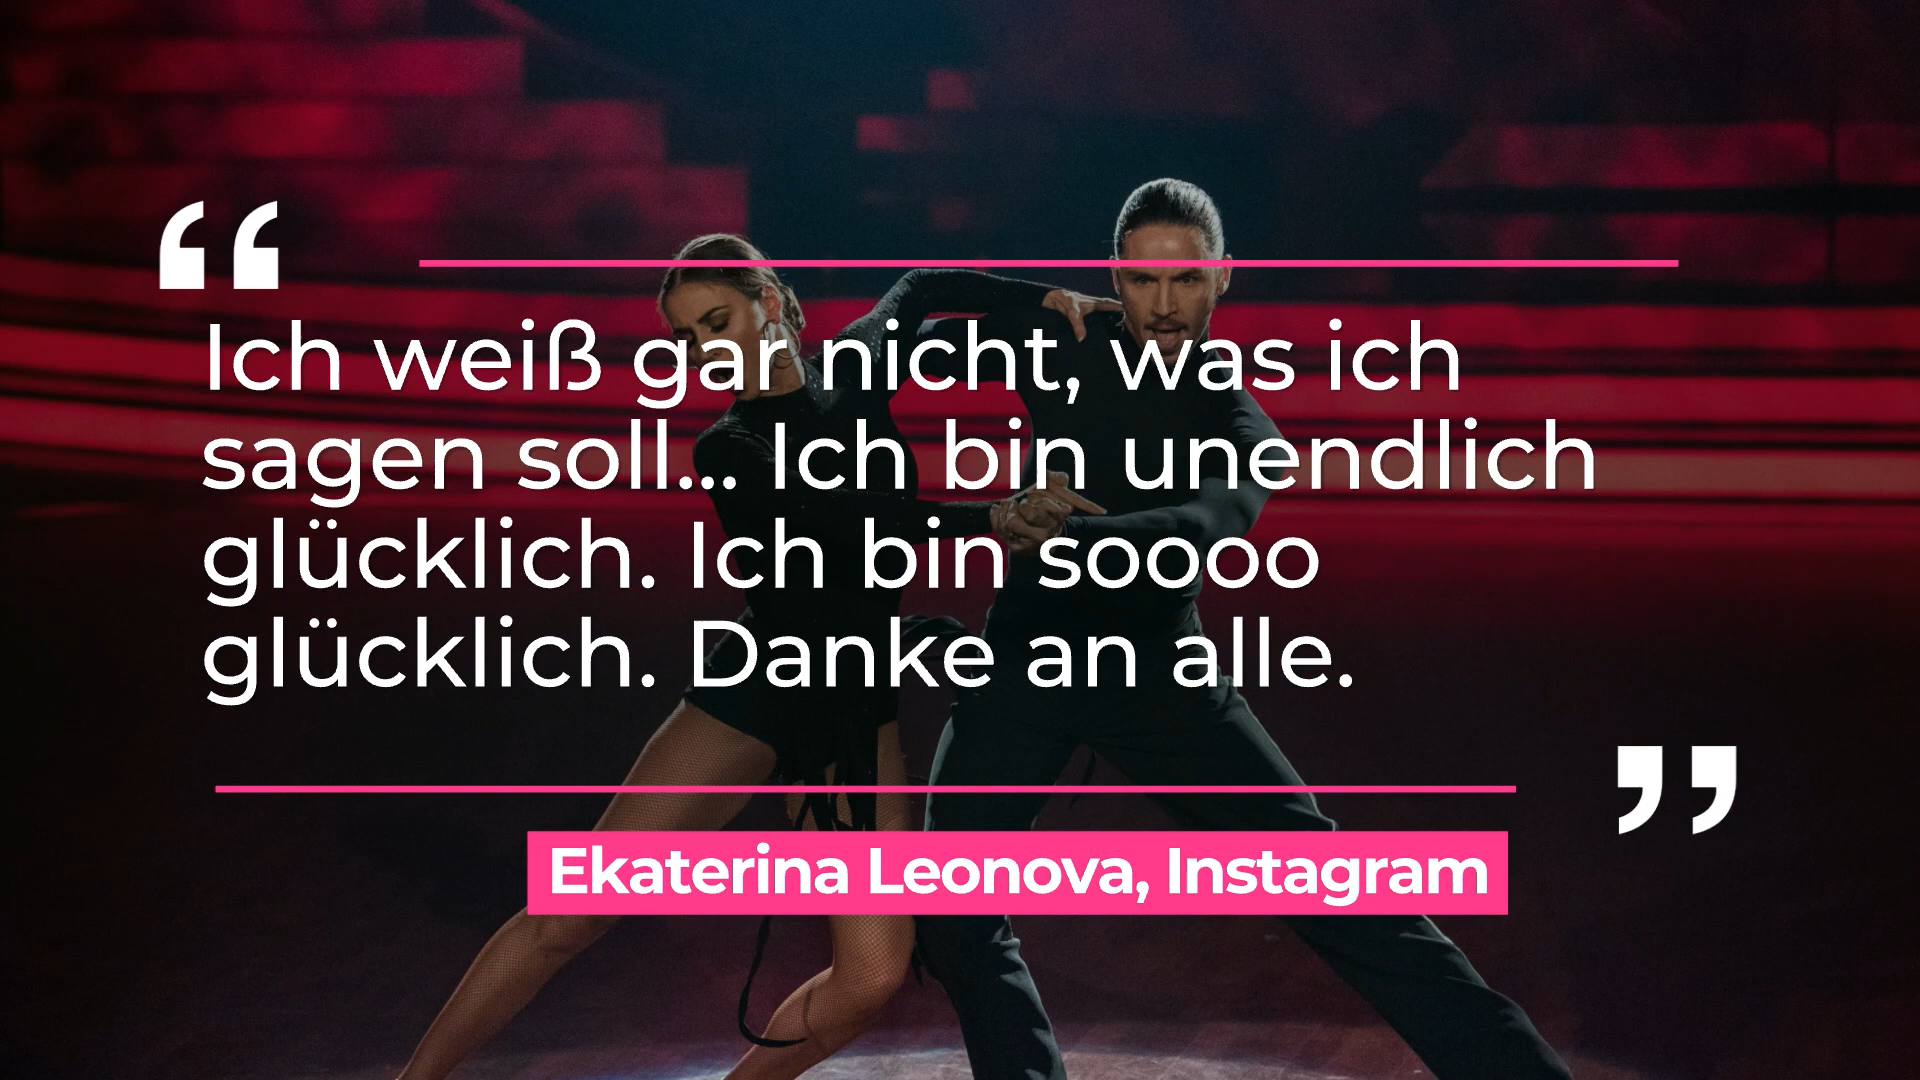 “
Ich weiß gar nicht, was ich
sagen soll... Ich bin unendlich
glücklich. Ich bin soooo
glücklich. Danke an alle.
”
Ekaterina Leonova, Instagram